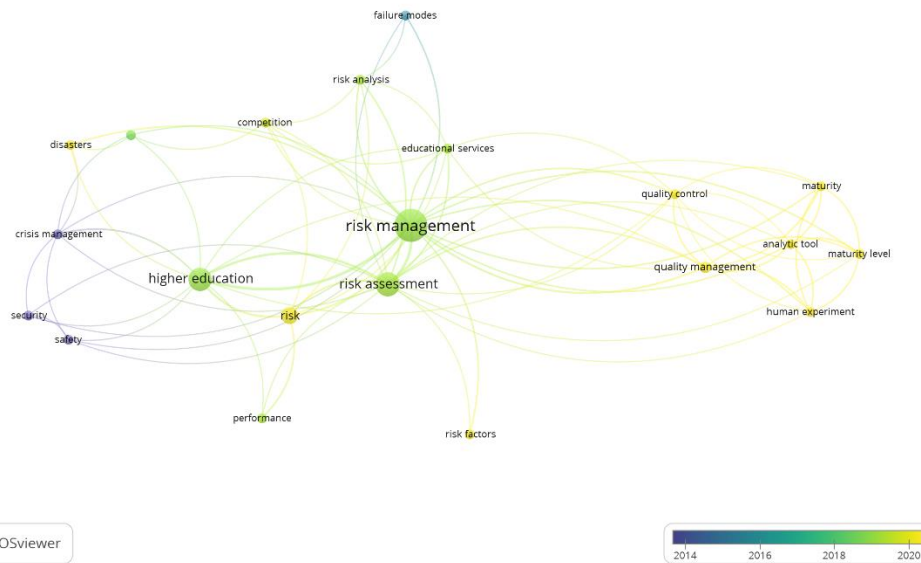 failure modes
risk analysis
competition
disasters
educational services
maturity
quality control
risk management
crisis management
analytic tool
maturity level
quality management
higher education
risk assessment
human experiment
security
risk
safety
performance
risk factors
OSviewer
2014 2016 2018 2020